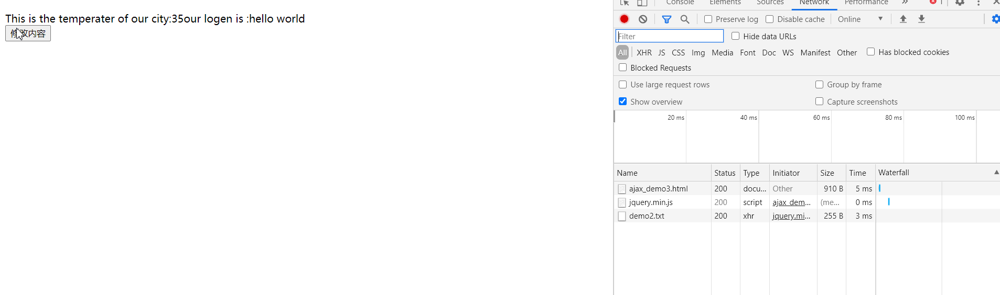 This is the temperater of our city:35our logen is :hello world
修改内容
Console Elements Sources Network Performance » 1
Preserve log Disable cache Online
Filter Hide data URLs
All XHR JS CSS Img Media Font Doc WS Manifest Other Has blocked cookies
Blocked Requests
Use large request rows Group by frame
Show overview Capture screenshots
20 ms 40 ms 60 ms 80 ms 100 ms
Name Status Type Initiator Size Time Waterfall
ajax_demo3.html 200 docu... Other 910 B 5 ms
jquery.min.js 200 script ajax_dem... (me... 0 ms
demo2.txt 200 xhr jquery.mi... 255 B 3 ms